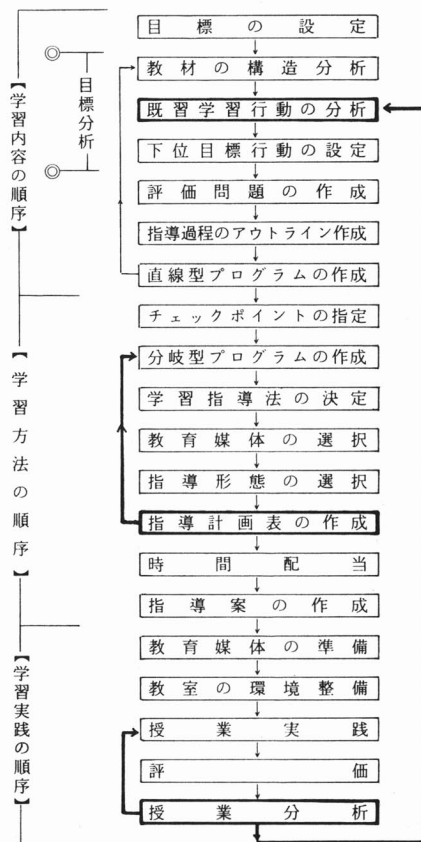 目標の設定
教材の構造分析
既習学習行動の分析
下位目標行動の設定
評価問題の作成
指導過程のアウトライン作成
直線型プログラムの作成
チェックポイントの指定
分岐型プログラムの作成
学習指導法の決定
教育媒体の選択
指導形態の選択
指導計画表の作成
時間配当
指導案の作成
教育媒体の準備
教室の環境整備
授業実践
評価
授業分析
目標分析
【学習内容の順序】
【学習方法の順序】
【学習実践の順序】